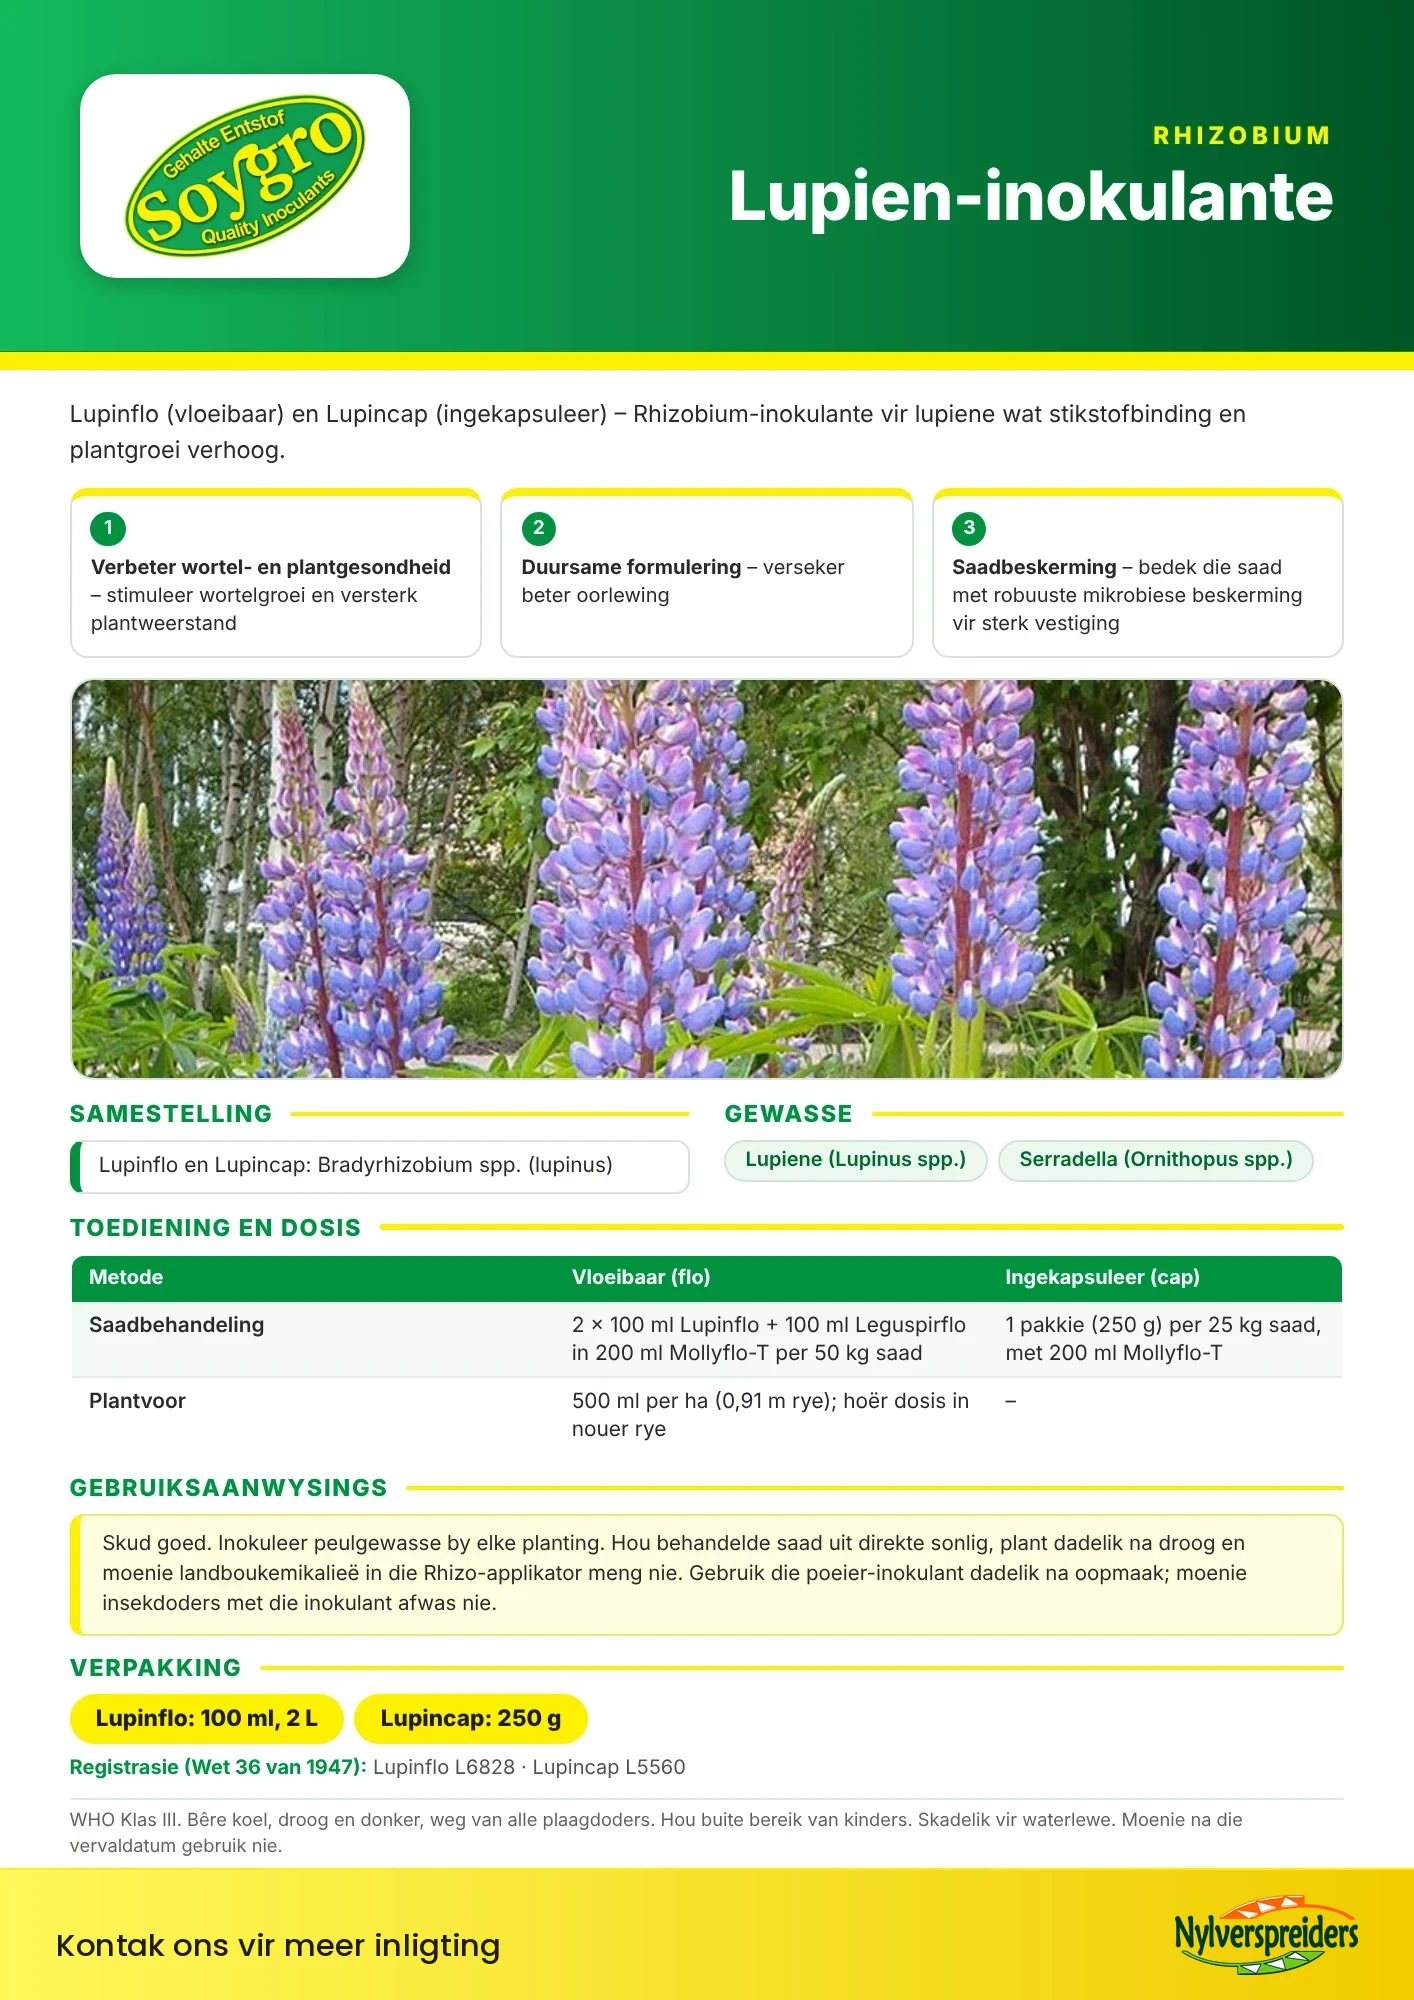 Gehalte Entstof
Soygro
Quality Inoculants
RHIZOBIUM
Lupien-inokulante
Lupinflo (vloeibaar) en Lupincap (ingekapsuleer) – Rhizobium-inokulante vir lupiene wat stikstofbinding en
plantgroei verhoog.
1
Verbeter wortel- en plantgesondheid
– stimuleer wortelgroei en versterk
plantweerstand
2
Duursame formulering – verseker
beter oorlewing
3
Saadbeskerming – bedek die saad
met robuuste mikrobiese beskerming
vir sterk vestiging
SAMESTELLING
Lupinflo en Lupincap: Bradyrhizobium spp. (lupinus)
GEWASSE
Lupiene (Lupinus spp.) Serradella (Ornithopus spp.)
TOEDIENING EN DOSIS
Metode Vloeibaar (flo) Ingekapsuleer (cap)
Saadbehandeling 2 × 100 ml Lupinflo + 100 ml Leguspirflo 1 pakkie (250 g) per 25 kg saad,
in 200 ml Mollyflo-T per 50 kg saad met 200 ml Mollyflo-T
Plantvoor 500 ml per ha (0,91 m rye); hoër dosis in –
nouer rye
GEBRUIKSAANWYSINGS
Skud goed. Inokuleer peulgewasse by elke planting. Hou behandelde saad uit direkte sonlig, plant dadelik na droog en
moenie landboukemikalieë in die Rhizo-applikator meng nie. Gebruik die poeier-inokulant dadelik na oopmaak; moenie
insekdoders met die inokulant afwas nie.
VERPAKKING
Lupinflo: 100 ml, 2 L Lupincap: 250 g
Registrasie (Wet 36 van 1947): Lupinflo L6828 · Lupincap L5560
WHO Klas III. Bêre koel, droog en donker, weg van alle plaagdoders. Hou buite bereik van kinders. Skadelik vir waterlewe. Moenie na die
vervaldatum gebruik nie.
Kontak ons vir meer inligting
Nylverspreiders